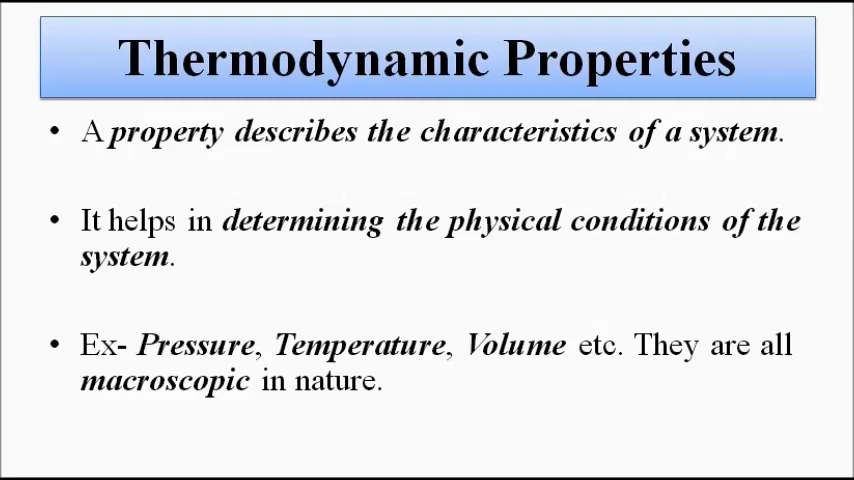 Thermodynamic Properties
• A property describes the characteristics of a system.
• It helps in determining the physical conditions of the
system.
• Ex- Pressure, Temperature, Volume etc. They are all
macroscopic in nature.